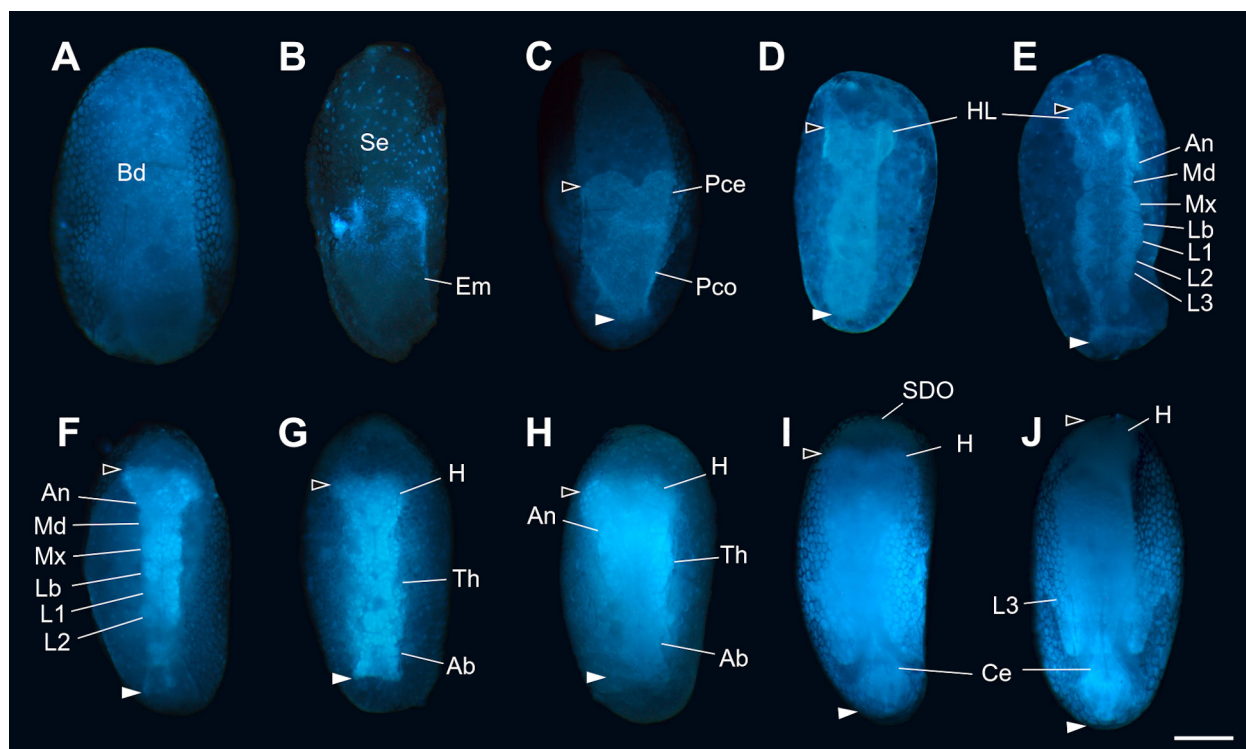 A
B
C
D
E
Bd
Se
Em
Pce
Pco
HL
An
Md
Mx
Lb
L1
L2
L3
F
G
H
I
J
An
Md
Mx
Lb
L1
L2
H
Th
Ab
An
H
Th
Ab
SDO
H
H
L3
Ce